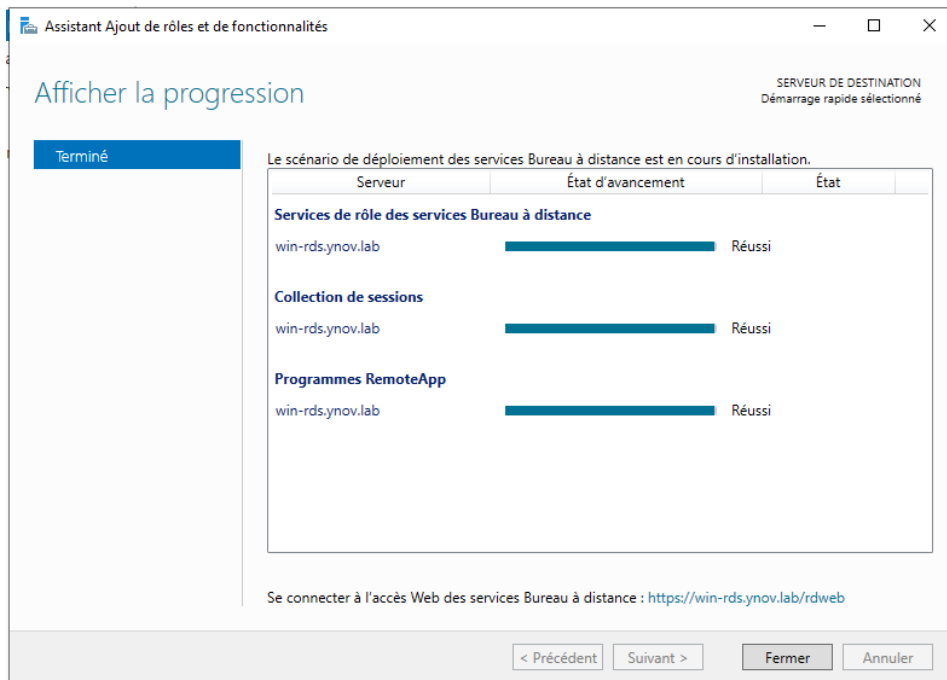 Assistant Ajout de rôles et de fonctionnalités
Afficher la progression
SERVEUR DE DESTINATION
Démarrage rapide sélectionné
Terminé
Le scénario de déploiement des services Bureau à distance est en cours d'installation.
Serveur État d'avancement État
Services de rôle des services Bureau à distance
win-rds.ynov.lab Réussi
Collection de sessions
win-rds.ynov.lab Réussi
Programmes RemoteApp
win-rds.ynov.lab Réussi
Se connecter à l'accès Web des services Bureau à distance : https://win-rds.ynov.lab/rdweb
< Précédent Suivant > Fermer Annuler